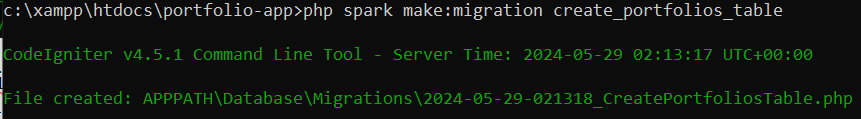 c:\xampp\htdocs\portfolio-app>php spark make:migration create_portfolios_table
CodeIgniter v4.5.1 Command Line Tool - Server Time: 2024-05-29 02:13:17 UTC+00:00
File created: APPPATH\Database\Migrations\2024-05-29-021318_CreatePortfoliosTable.php